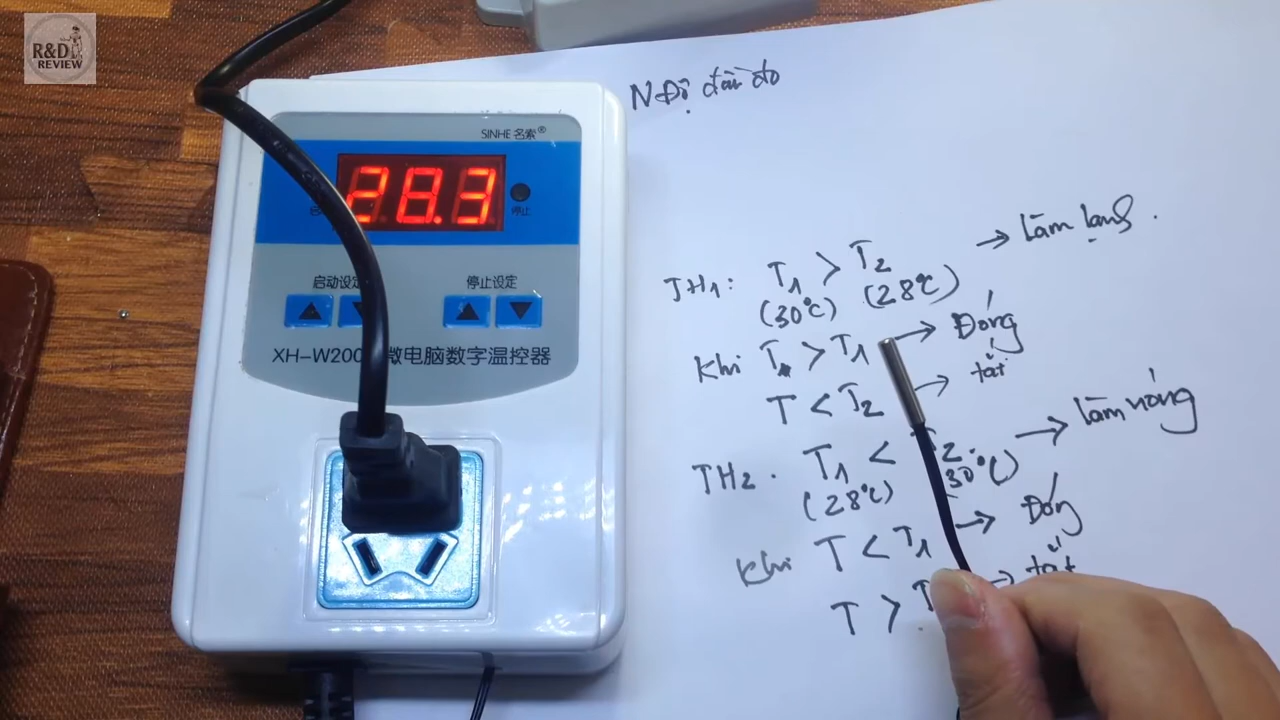 R&D
REVIEW
SINHE 名索®
28.3
停止
启动设定
停止设定
XH-W200 微电脑数字温控器
NĐộ đầu đo
TH1: T1 > T2 → làm lạnh.
(30°C) (28°C)
Khi T > T1 → Đóng
T < T2 → tắt
TH2. T1 < 2. → làm nóng
(28°C) 30°C)
Khi T < T1 → Đóng
T > T → tắt